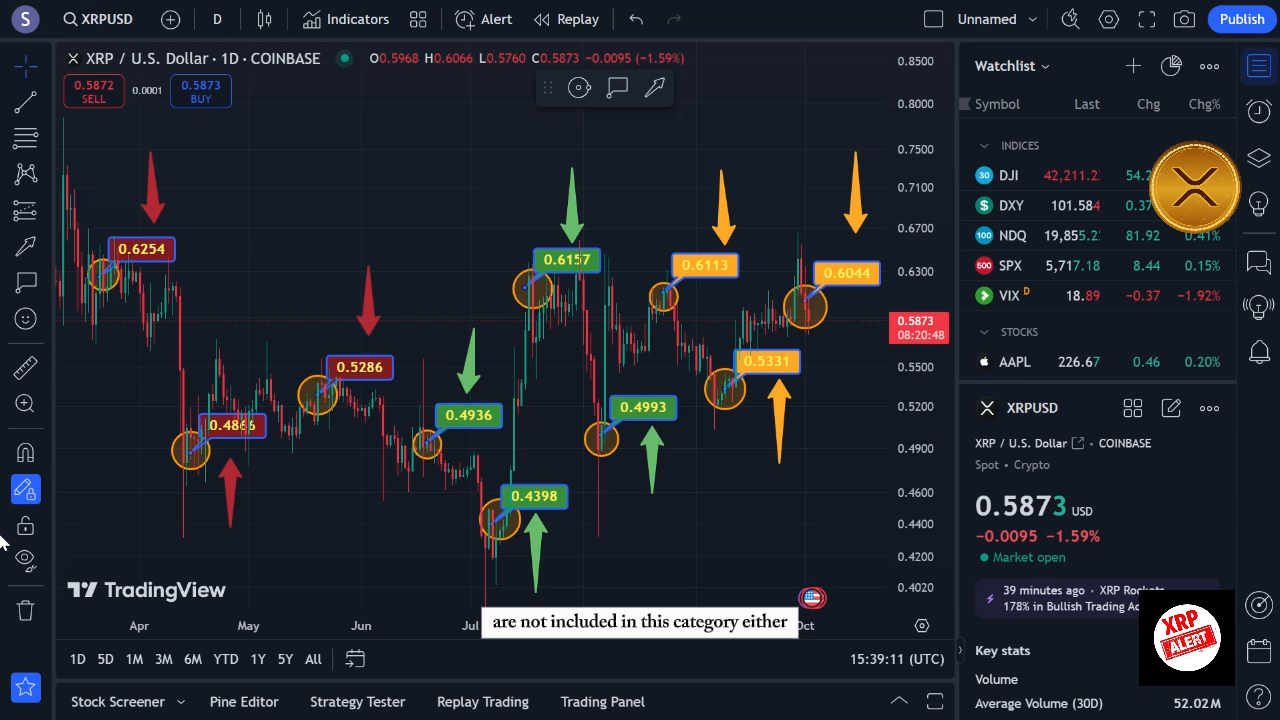 S XRPUSD D Indicators Alert Replay Unnamed Publish
XRP / U.S. Dollar · 1D · COINBASE O0.5968 H0.6066 L0.5760 C0.5873 −0.0095 (−1.59%)
0.5872 SELL
0.0001
0.5873 BUY
0.6254
0.4866
0.5286
0.4936
0.4398
0.6157
0.4993
0.6113
0.5331
0.6044
0.8500
0.8000
0.7500
0.7100
0.6700
0.6300
0.5873
08:20:48
0.5500
0.5200
0.4900
0.4600
0.4400
0.4200
0.4020
TradingView
Apr May Jun Jul Oct
are not included in this category either
1D 5D 1M 3M 6M YTD 1Y 5Y All 15:39:11 (UTC)
Stock Screener Pine Editor Strategy Tester Replay Trading Trading Panel
Watchlist
Symbol Last Chg Chg%
INDICES
30 DJI 42,211.2
$ DXY 101.584
100 NDQ 19,855.2 81.92 0.41%
500 SPX 5,717.18 8.44 0.15%
VIX D 18.89 −0.37 −1.92%
STOCKS
AAPL 226.67 0.46 0.20%
XRPUSD
XRP / U.S. Dollar · COINBASE
Spot · Crypto
0.5873 USD
−0.0095 −1.59%
Market open
39 minutes ago · XRP Rockets
178% in Bullish Trading
XRP
ALERT
Key stats
Volume
Average Volume (30D) 52.02M